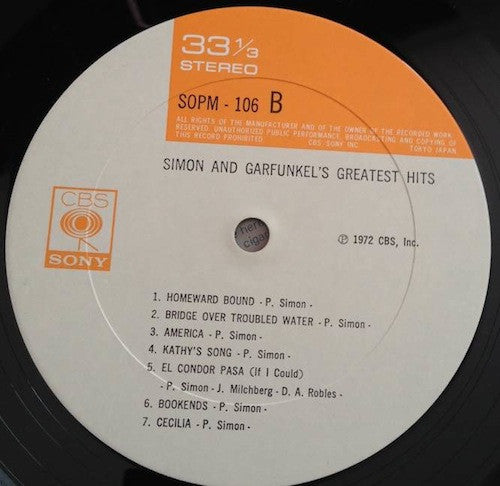 33 1/3
STEREO
SOPM - 106 B
ALL RIGHTS OF THE MANUFACTURER AND OF THE OWNER OF THE RECORDED WORK
RESERVED. UNAUTHORIZED PUBLIC PERFORMANCE, BROADCASTING AND COPYING OF
THIS RECORD PROHIBITED CBS SONY INC TOKYO JAPAN
SIMON AND GARFUNKEL'S GREATEST HITS
CBS
SONY
℗ 1972 CBS, Inc.
1. HOMEWARD BOUND - P. Simon -
2. BRIDGE OVER TROUBLED WATER - P. Simon -
3. AMERICA - P. Simon -
4. KATHY'S SONG - P. Simon -
5. EL CONDOR PASA (If I Could)
- P. Simon - J. Milchberg - D. A. Robles -
6. BOOKENDS - P. Simon -
7. CECILIA - P. Simon -